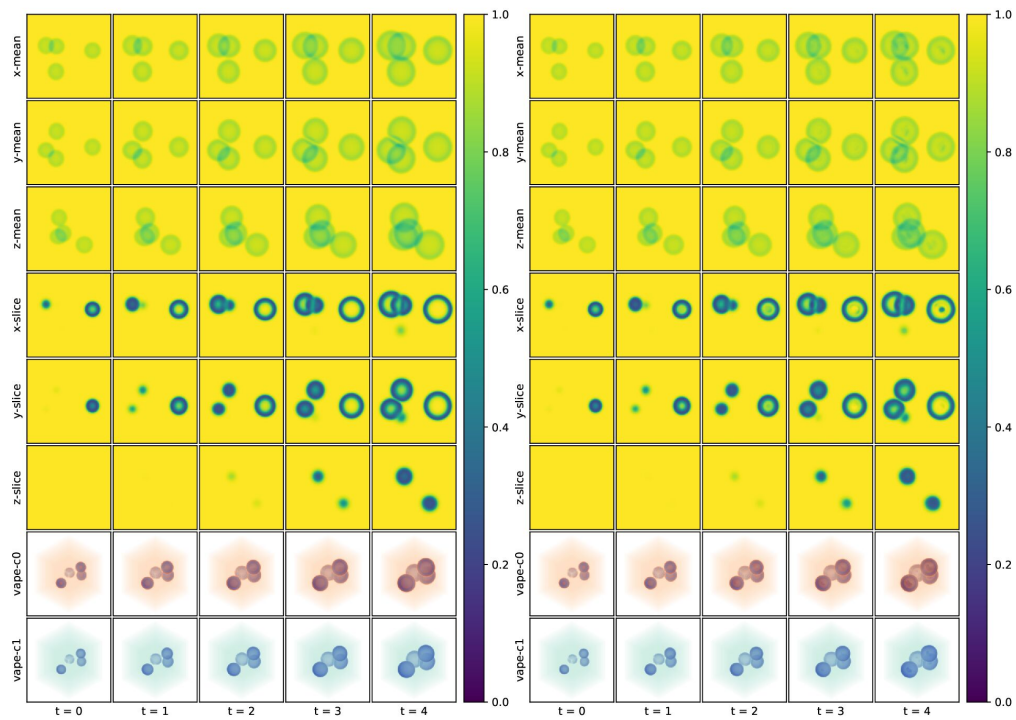 x-mean
y-mean
z-mean
x-slice
y-slice
z-slice
vape-c0
vape-c1
t = 0 t = 1 t = 2 t = 3 t = 4
1.0
0.8
0.6
0.4
0.2
0.0
x-mean
y-mean
z-mean
x-slice
y-slice
z-slice
vape-c0
vape-c1
t = 0 t = 1 t = 2 t = 3 t = 4
1.0
0.8
0.6
0.4
0.2
0.0